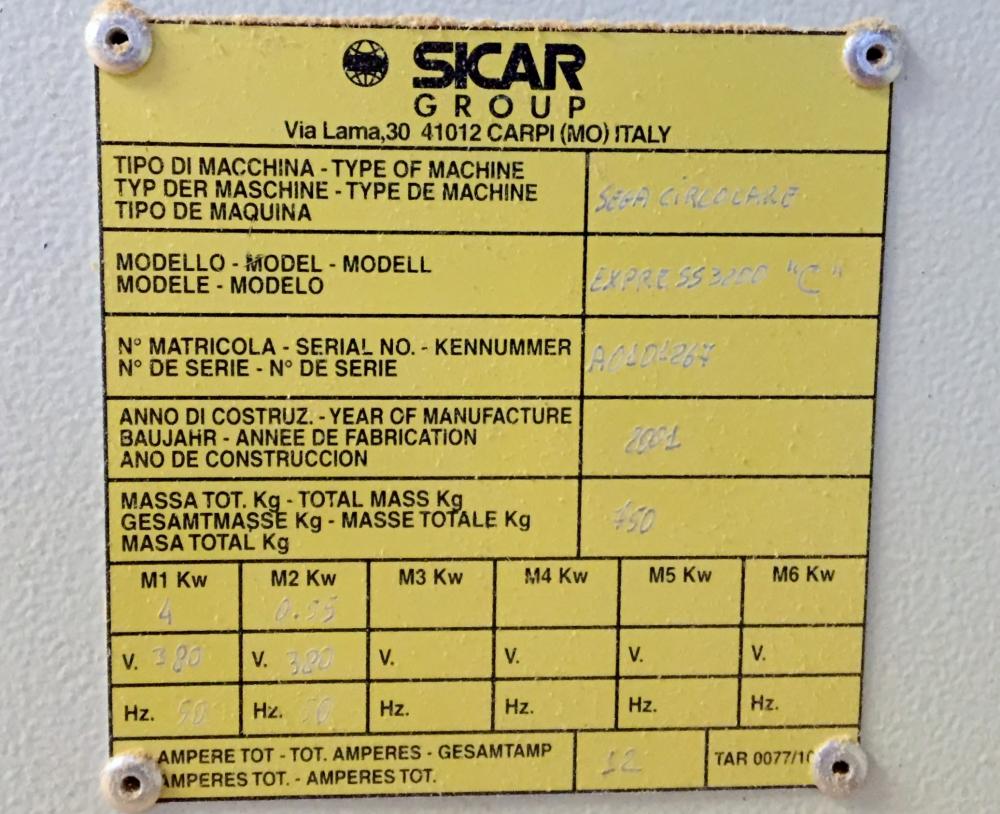 SICAR
GROUP
Via Lama,30 41012 CARPI (MO) ITALY
TIPO DI MACCHINA - TYPE OF MACHINE
TYP DER MASCHINE - TYPE DE MACHINE
TIPO DE MAQUINA
SEGA CIRCOLARE
MODELLO - MODEL - MODELL
MODELE - MODELO
EXPRESS 3200 "C"
N° MATRICOLA - SERIAL NO. - KENNUMMER
N° DE SERIE - N° DE SERIE
ANNO DI COSTRUZ. - YEAR OF MANUFACTURE
BAUJAHR - ANNEE DE FABRICATION
ANO DE CONSTRUCCION
2001
MASSA TOT. Kg - TOTAL MASS Kg
GESAMTMASSE Kg - MASSE TOTALE Kg
MASA TOTAL Kg
750
M1 Kw M2 Kw M3 Kw M4 Kw M5 Kw M6 Kw
4 0.55
V. 380 V. 380 V. V. V. V.
Hz. 50 Hz. 50 Hz. Hz. Hz. Hz.
AMPERE TOT - TOT. AMPERES - GESAMTAMP
AMPERES TOT. - AMPERES TOT.
12
TAR 0077/10